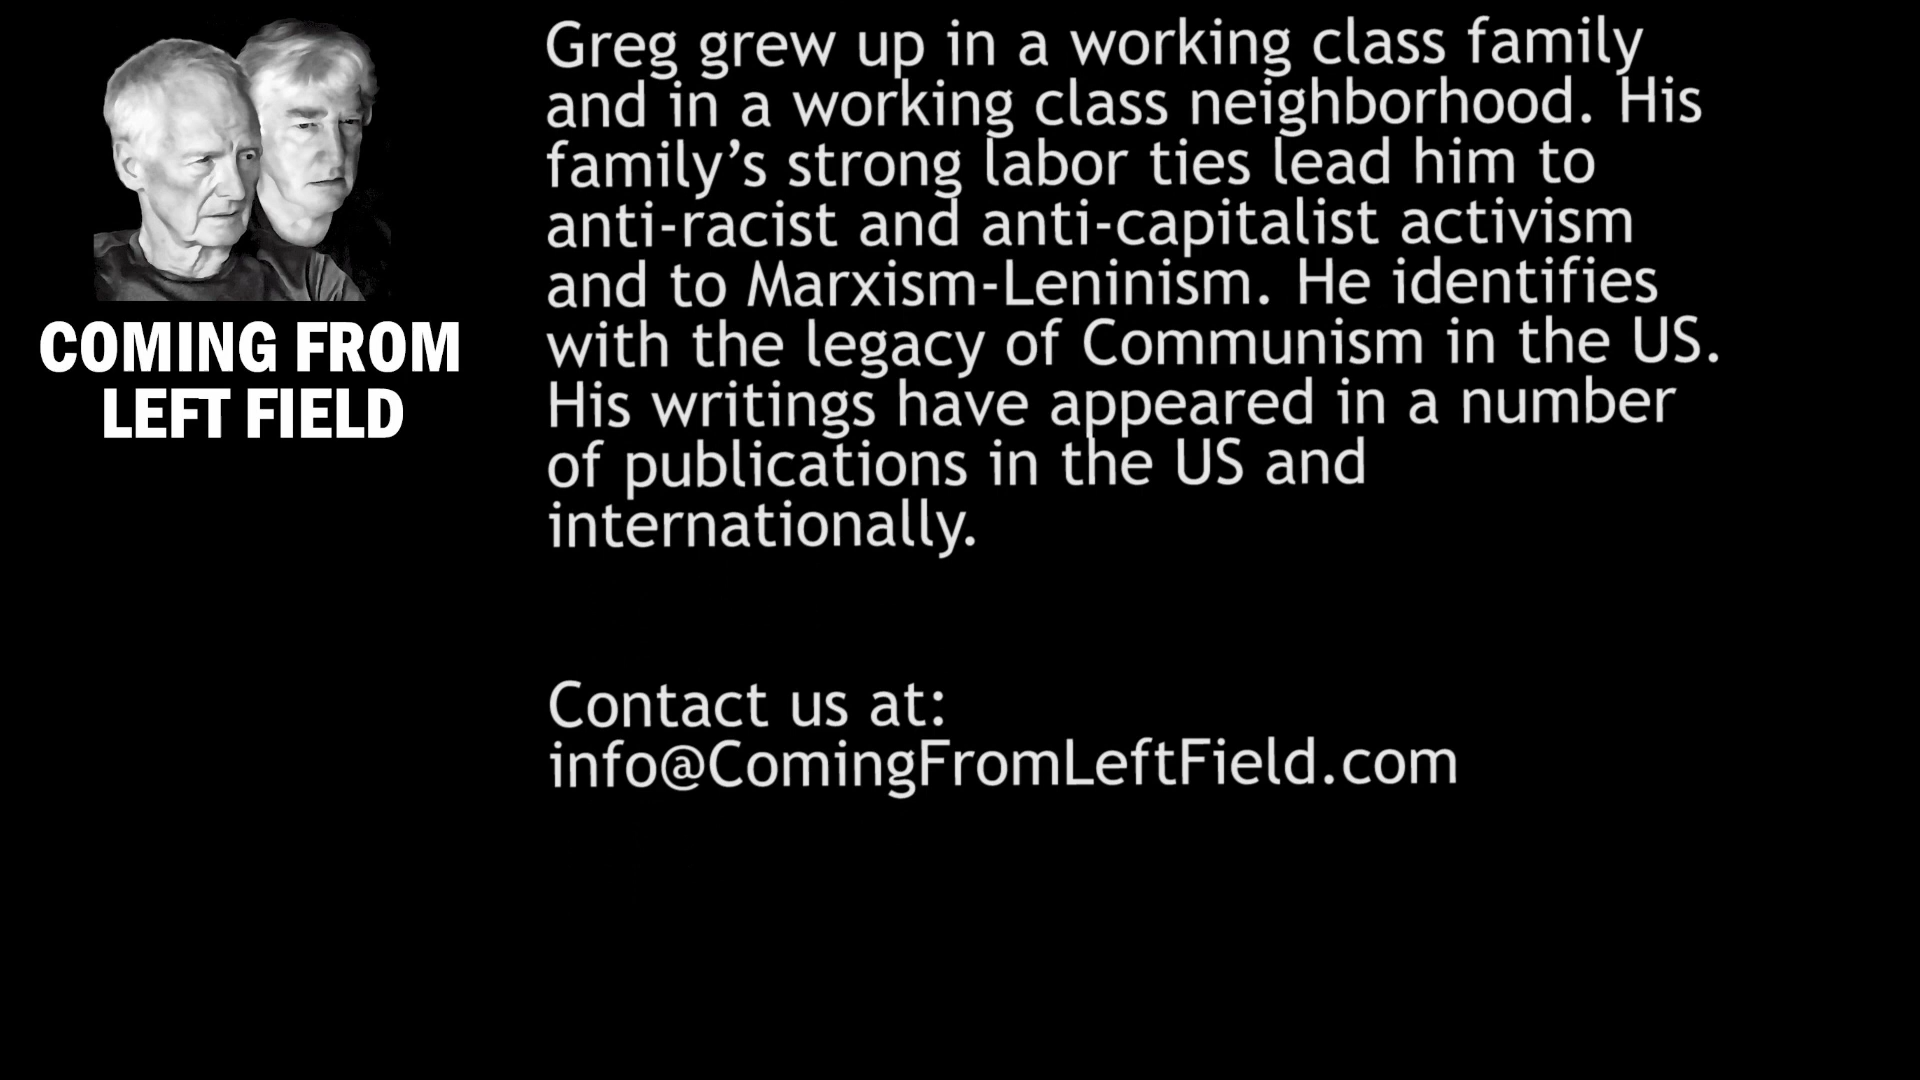 COMING FROM
LEFT FIELD
Greg grew up in a working class family
and in a working class neighborhood. His
family’s strong labor ties lead him to
anti-racist and anti-capitalist activism
and to Marxism-Leninism. He identifies
with the legacy of Communism in the US.
His writings have appeared in a number
of publications in the US and
internationally.
Contact us at:
info@ComingFromLeftField.com